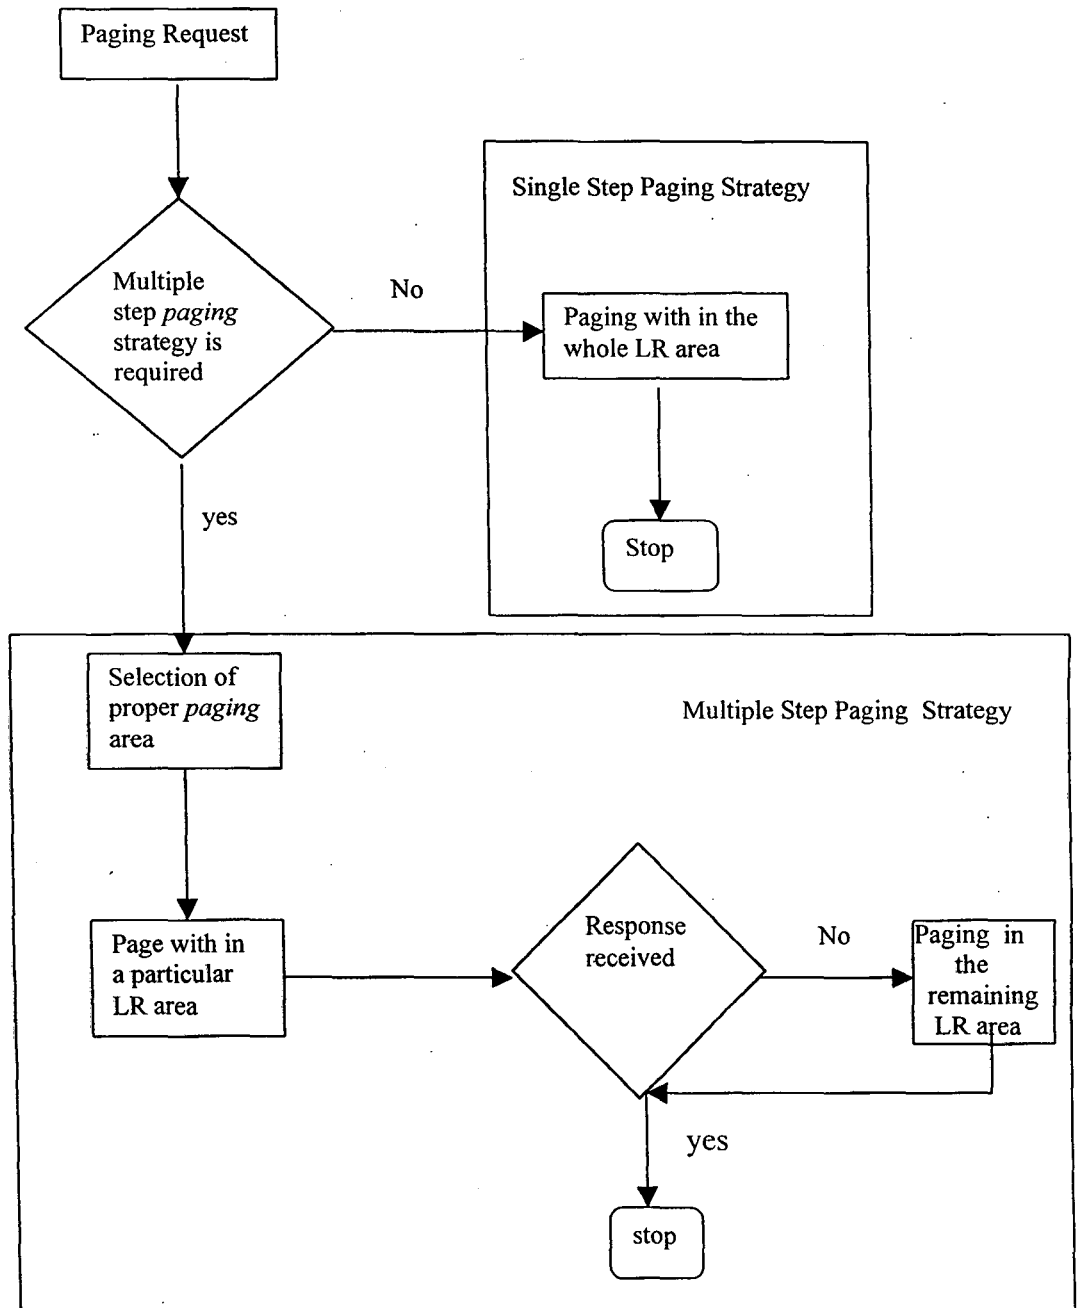 Paging Request
Single Step Paging Strategy
Multiple
step paging
strategy is
required
No
Paging with in the
whole LR area
yes
Stop
Selection of
proper paging
area
Multiple Step Paging Strategy
Page with in
a particular
LR area
Response
received
No
Paging in
the
remaining
LR area
yes
stop